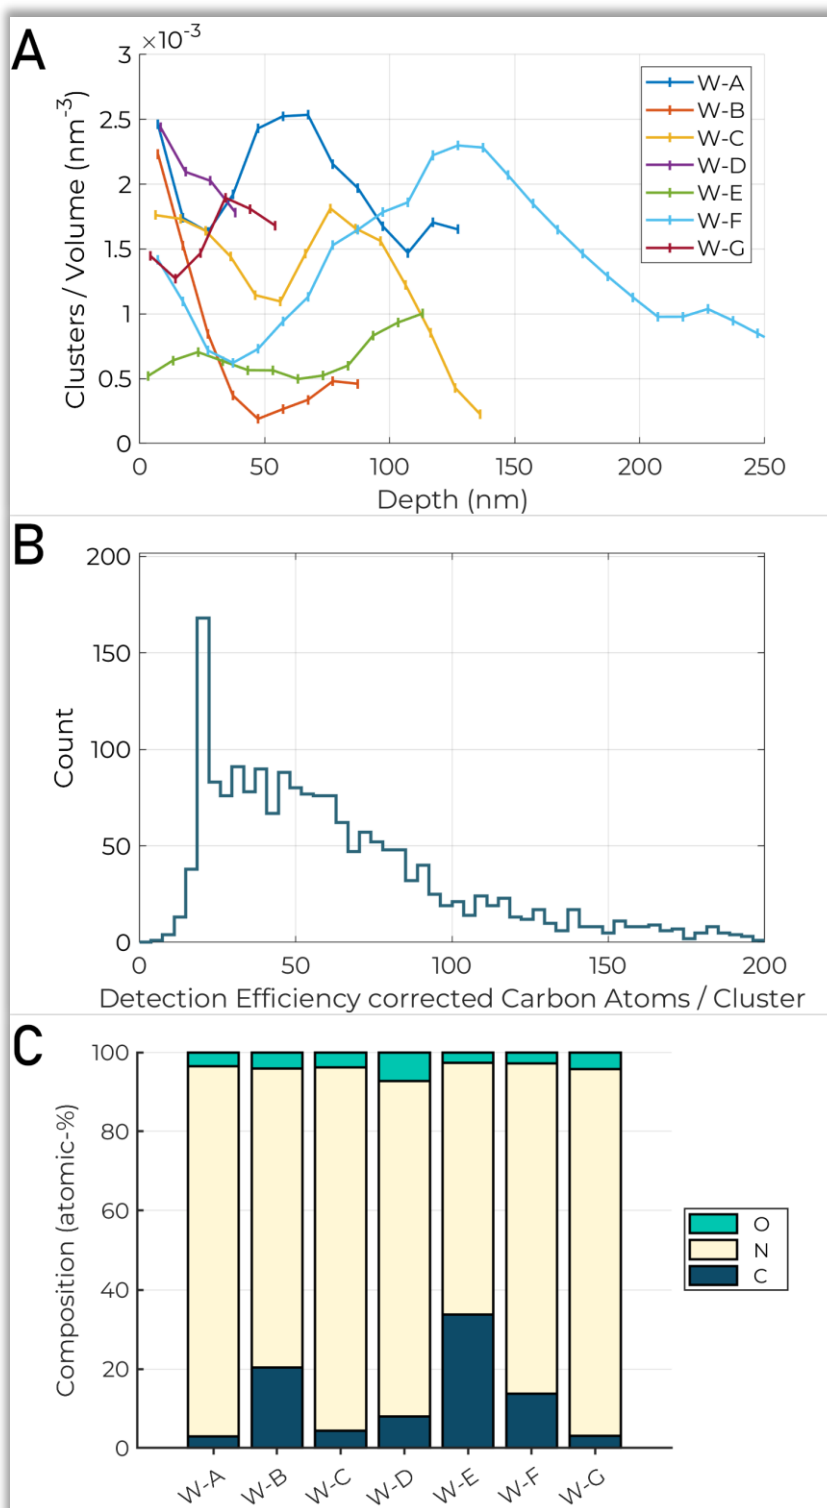 A
×10⁻³
3
2.5
2
1.5
1
0.5
0
Clusters / Volume (nm⁻³)
0 50 100 150 200 250
Depth (nm)
W-A
W-B
W-C
W-D
W-E
W-F
W-G
B
200
150
100
50
0
Count
0 50 100 150 200
Detection Efficiency corrected Carbon Atoms / Cluster
C
100
80
60
40
20
0
Composition (atomic-%)
W-A W-B W-C W-D W-E W-F W-G
O
N
C